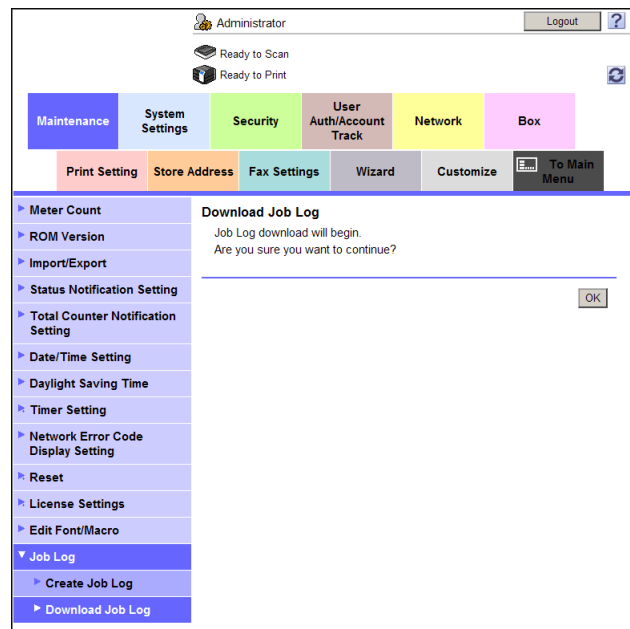 Administrator
Logout
?
Ready to Scan
Ready to Print
Maintenance
System
Settings
Security
User
Auth/Account
Track
Network
Box
Print Setting
Store Address
Fax Settings
Wizard
Customize
To Main
Menu
Meter Count
ROM Version
Import/Export
Status Notification Setting
Total Counter Notification
Setting
Date/Time Setting
Daylight Saving Time
Timer Setting
Network Error Code
Display Setting
Reset
License Settings
Edit Font/Macro
Job Log
Create Job Log
Download Job Log
Download Job Log
Job Log download will begin.
Are you sure you want to continue?
OK